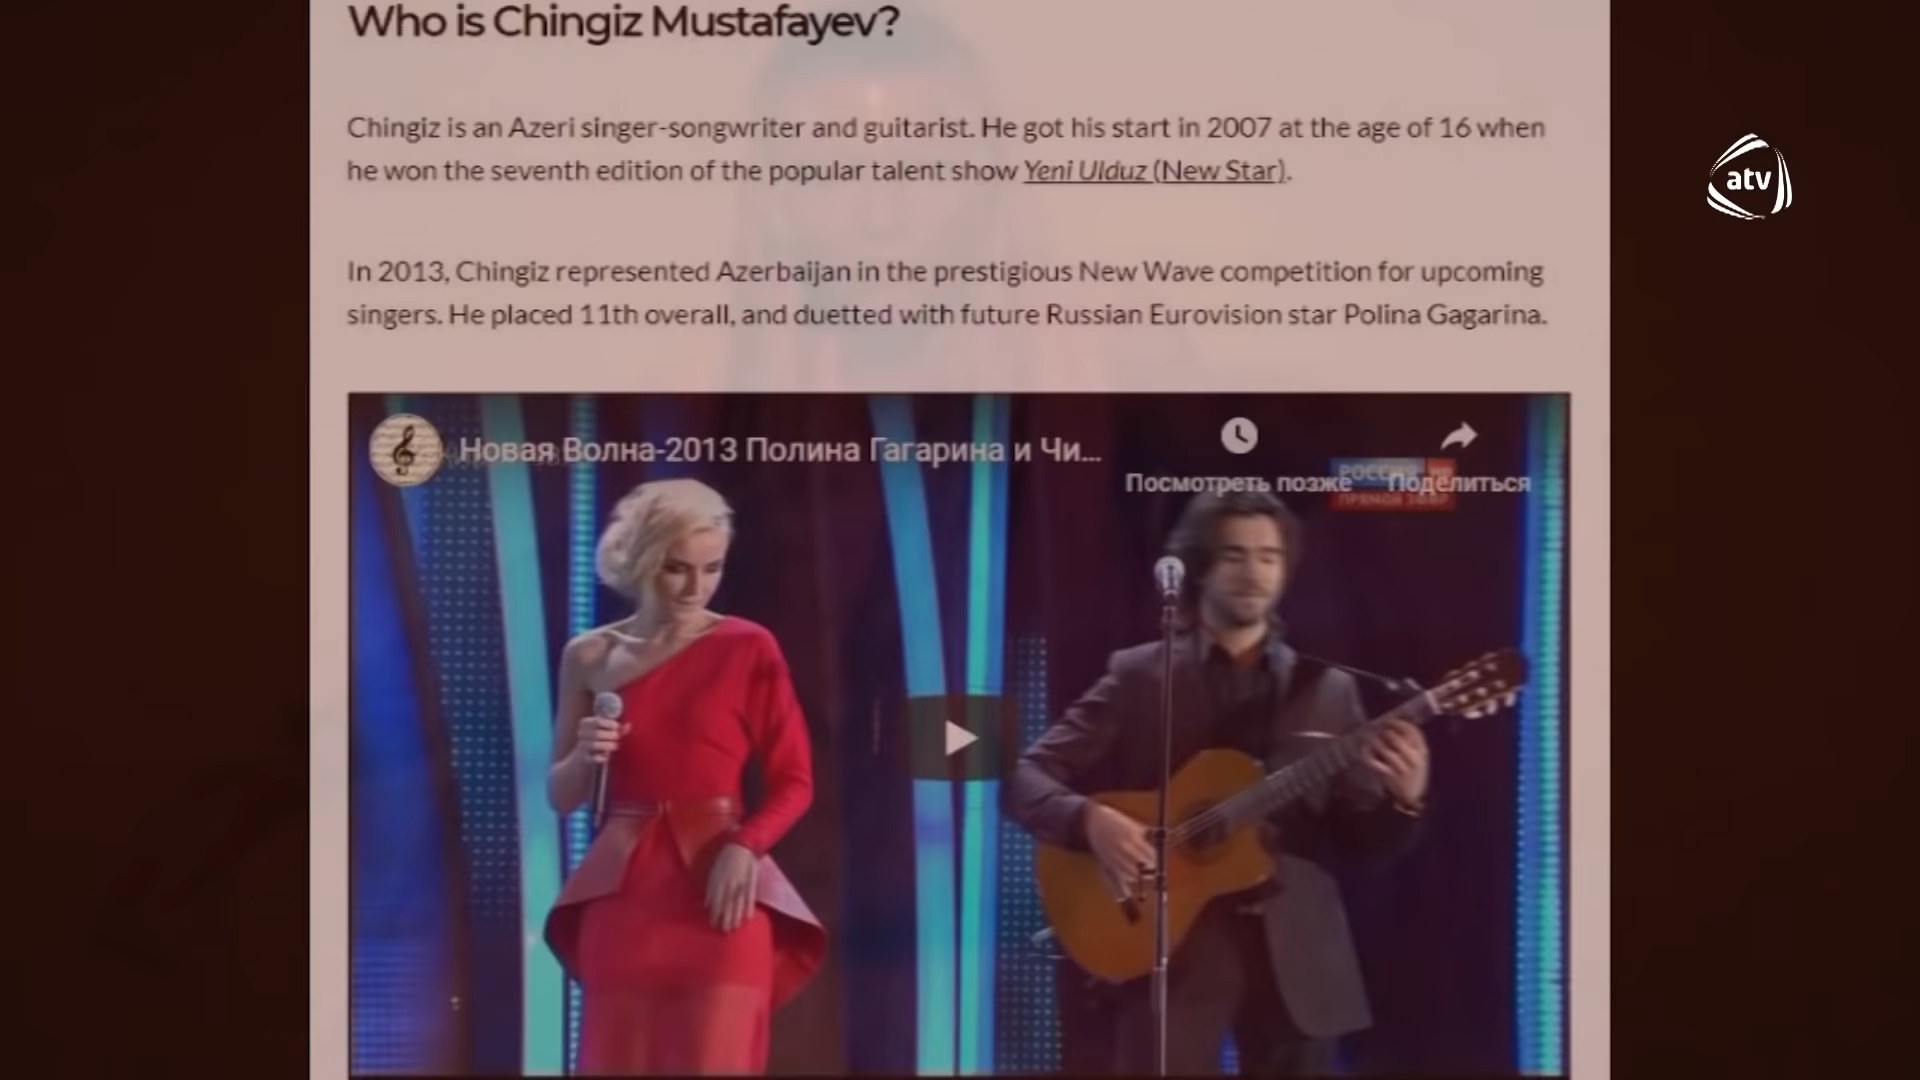 Who is Chingiz Mustafayev?
Chingiz is an Azeri singer-songwriter and guitarist. He got his start in 2007 at the age of 16 when
he won the seventh edition of the popular talent show Yeni Ulduz (New Star).
atv
In 2013, Chingiz represented Azerbaijan in the prestigious New Wave competition for upcoming
singers. He placed 11th overall, and duetted with future Russian Eurovision star Polina Gagarina.
Новая Волна-2013 Полина Гагарина и Чи...
Посмотреть позже
Поделиться
РОССИЯ HD
ПРЯМОЙ ЭФИР